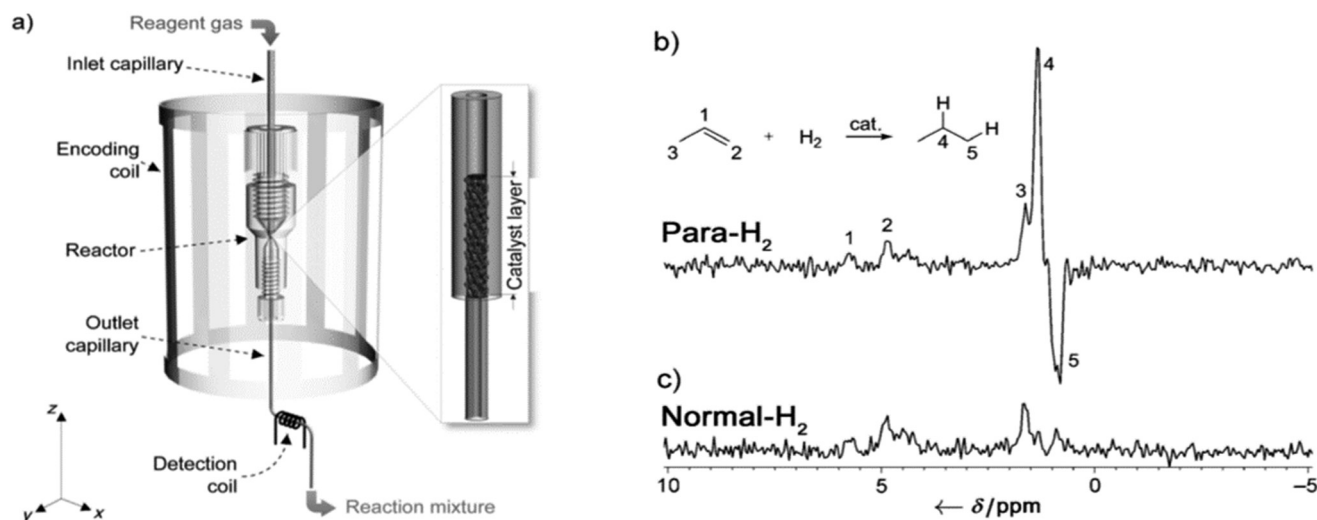 a)
Reagent gas
Inlet capillary
Encoding
coil
Reactor
Outlet
capillary
Detection
coil
Reaction mixture
Catalyst layer
z
y
x
b)
1
3
2
+ H₂
cat.
H
H
4
5
Para-H₂
1
2
3
4
5
c)
Normal-H₂
10
5
0
–5
← δ/ppm